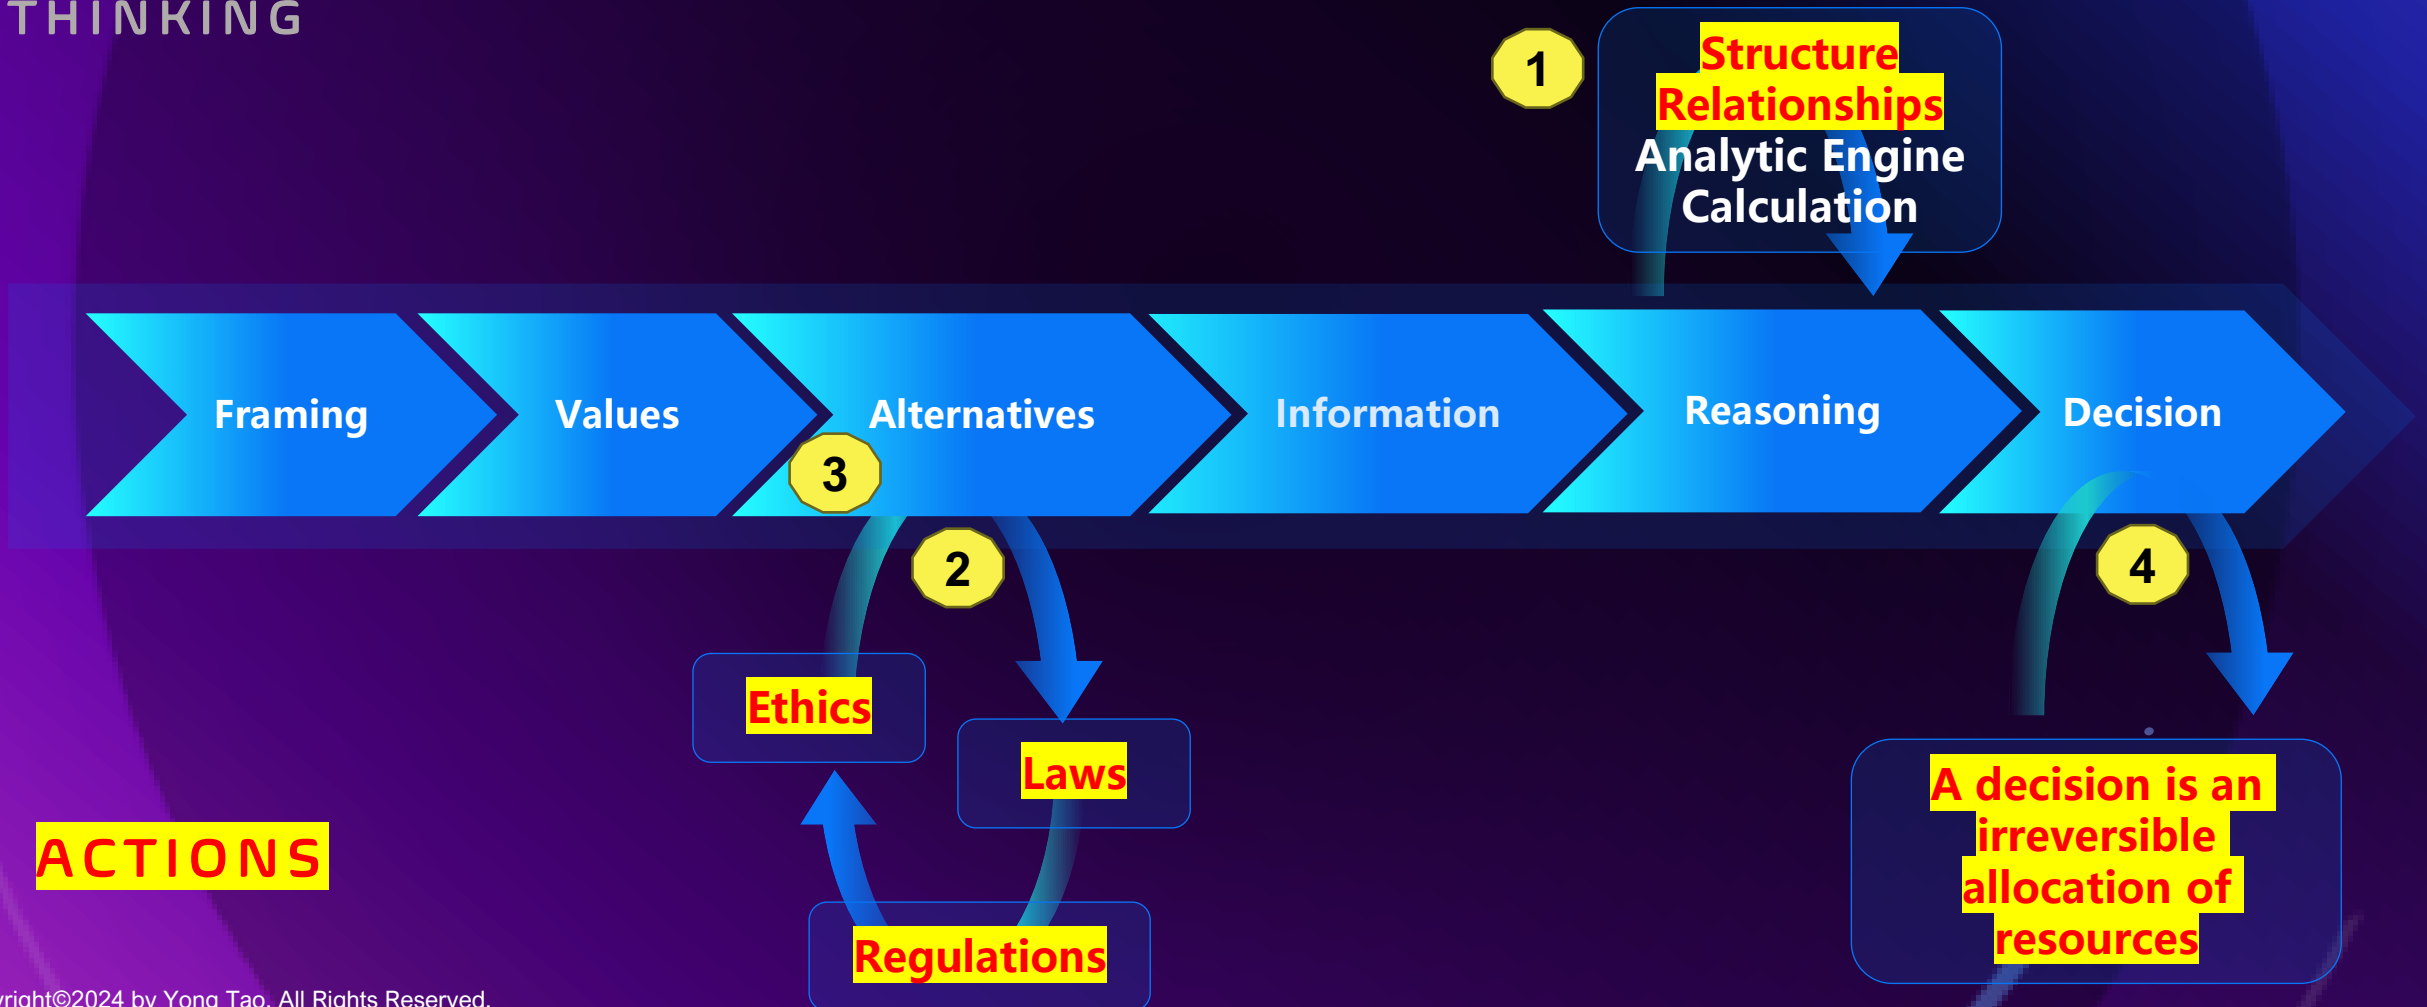 THINKING
1
Structure
Relationships
Analytic Engine
Calculation
Framing
Values
Alternatives
Information
Reasoning
Decision
3
2
4
Ethics
Laws
Regulations
A decision is an
irreversible
allocation of
resources
ACTIONS
right©2024 by Yong Tao. All Rights Reserved.